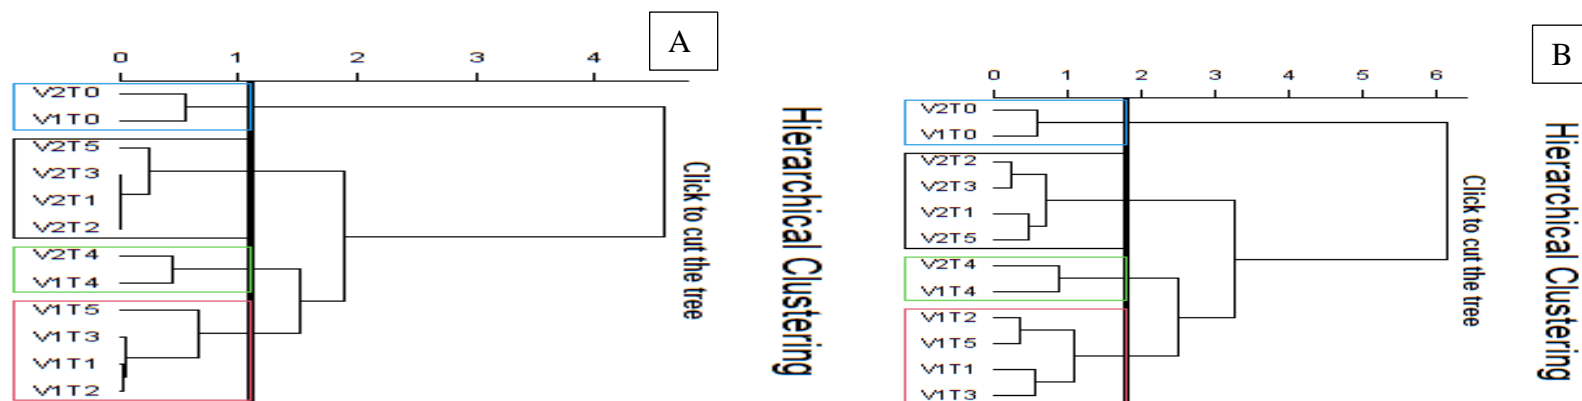 A
0 1 2 3 4
V2T0
V1T0
V2T5
V2T3
V2T1
V2T2
V2T4
V1T4
V1T5
V1T3
V1T1
V1T2
Click to cut the tree
Hierarchical Clustering
B
0 1 2 3 4 5 6
V2T0
V1T0
V2T2
V2T3
V2T1
V2T5
V2T4
V1T4
V1T2
V1T5
V1T1
V1T3
Click to cut the tree
Hierarchical Clustering